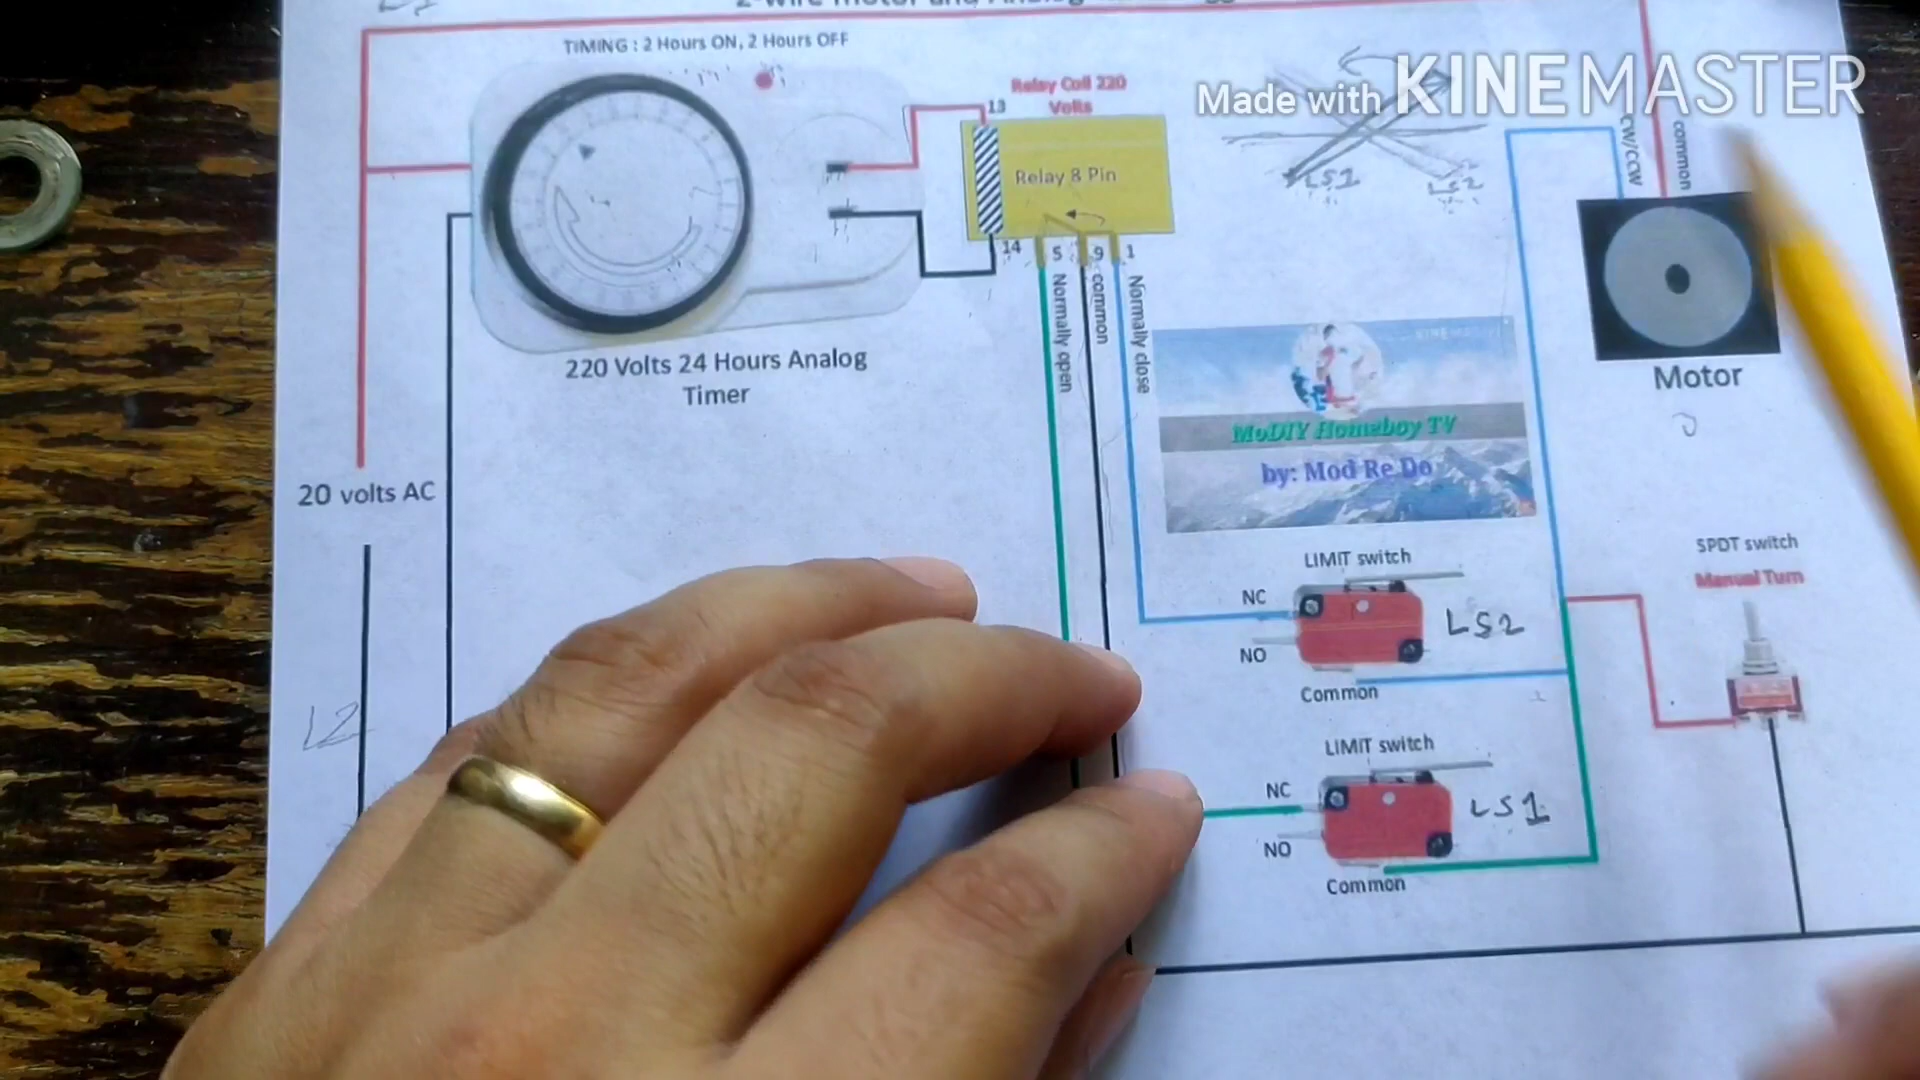 TIMING : 2 Hours ON, 2 Hours OFF
Made with KINEMASTER
Relay Coil 220
Volts
13
CW/CCW
common
Relay 8 Pin
LS1
LS2
14
5
9
1
Normally open
common
Normally close
220 Volts 24 Hours Analog
Timer
Motor
MoDIY Homeboy TV
by: Mod Re Do
20 volts AC
SPDT switch
Manual Turn
LIMIT switch
NC
LS2
NO
Common
L2
LIMIT switch
NC
LS1
NO
Common